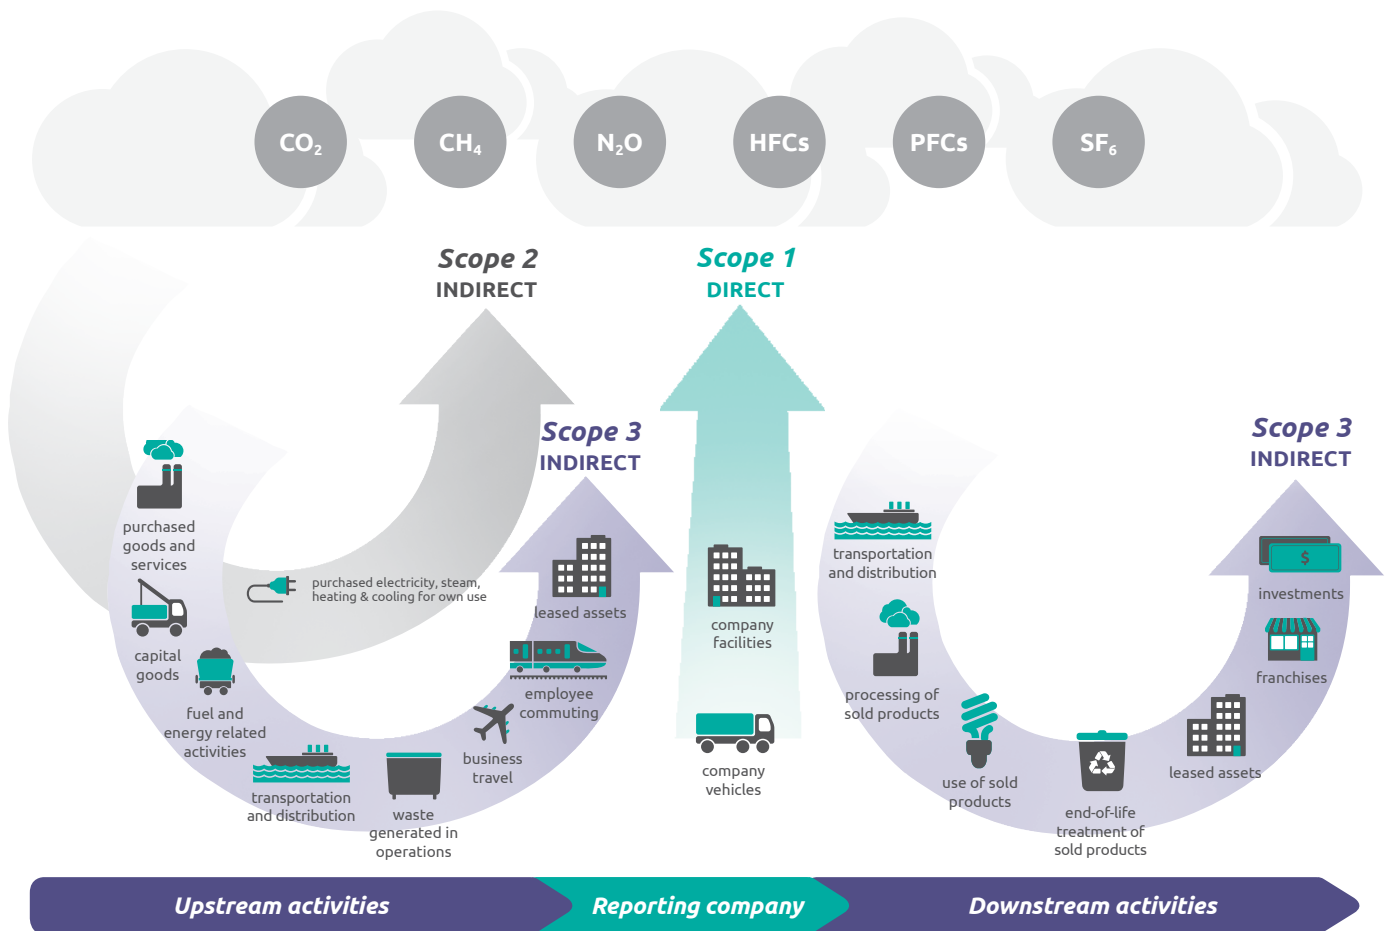 CO₂
CH₄
N₂O
HFCs
PFCs
SF₆
Scope 2
INDIRECT
Scope 1
DIRECT
Scope 3
INDIRECT
Scope 3
INDIRECT
purchased
goods and
services
capital
goods
fuel and
energy related
activities
transportation
and distribution
waste
generated in
operations
business
travel
employee
commuting
leased assets
purchased electricity, steam,
heating & cooling for own use
company
facilities
company
vehicles
transportation
and distribution
processing of
sold products
use of sold
products
end-of-life
treatment of
sold products
leased assets
franchises
$
investments
Upstream activities
Reporting company
Downstream activities